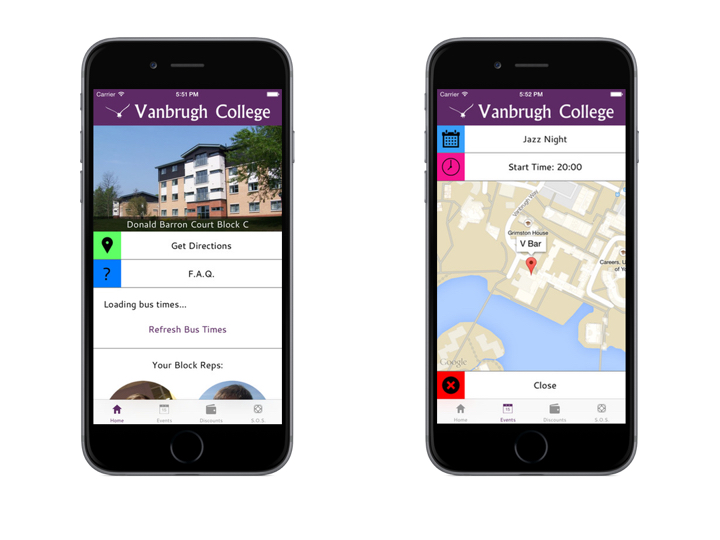 Carrier 5:51 PM
Vanbrugh College
Donald Barron Court Block C
Get Directions
?
F.A.Q.
Loading bus times...
Refresh Bus Times
Your Block Reps:
Home Events Discounts S.O.S.
Carrier 5:52 PM
Vanbrugh College
Jazz Night
Start Time: 20:00
Vanbrugh Way
Grimston House
V Bar
Careers, U
of Yo
Google
Close
Home Events Discounts S.O.S.